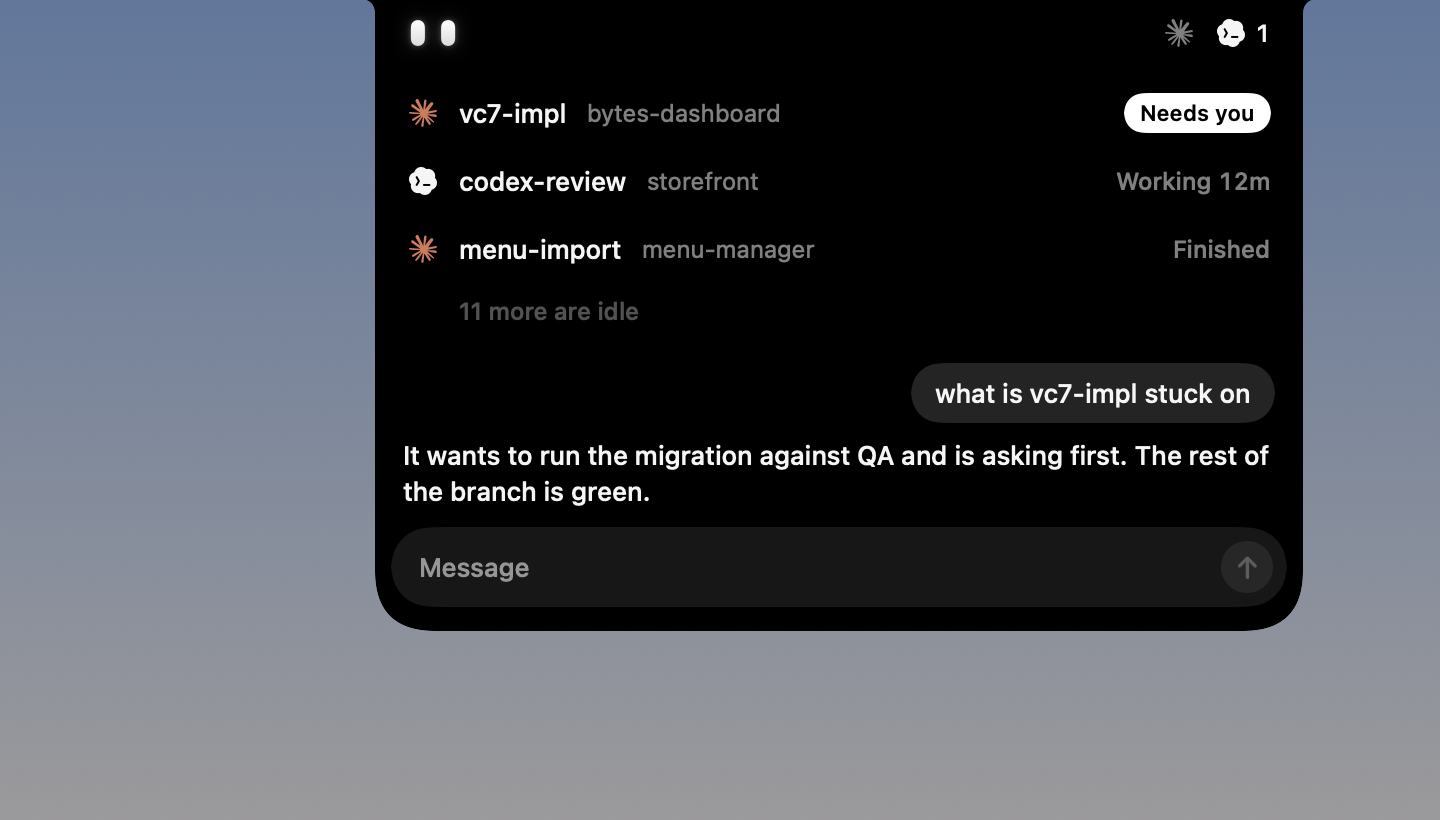 1
vc7-impl bytes-dashboard Needs you
codex-review storefront Working 12m
menu-import menu-manager Finished
11 more are idle
what is vc7-impl stuck on
It wants to run the migration against QA and is asking first. The rest of
the branch is green.
Message